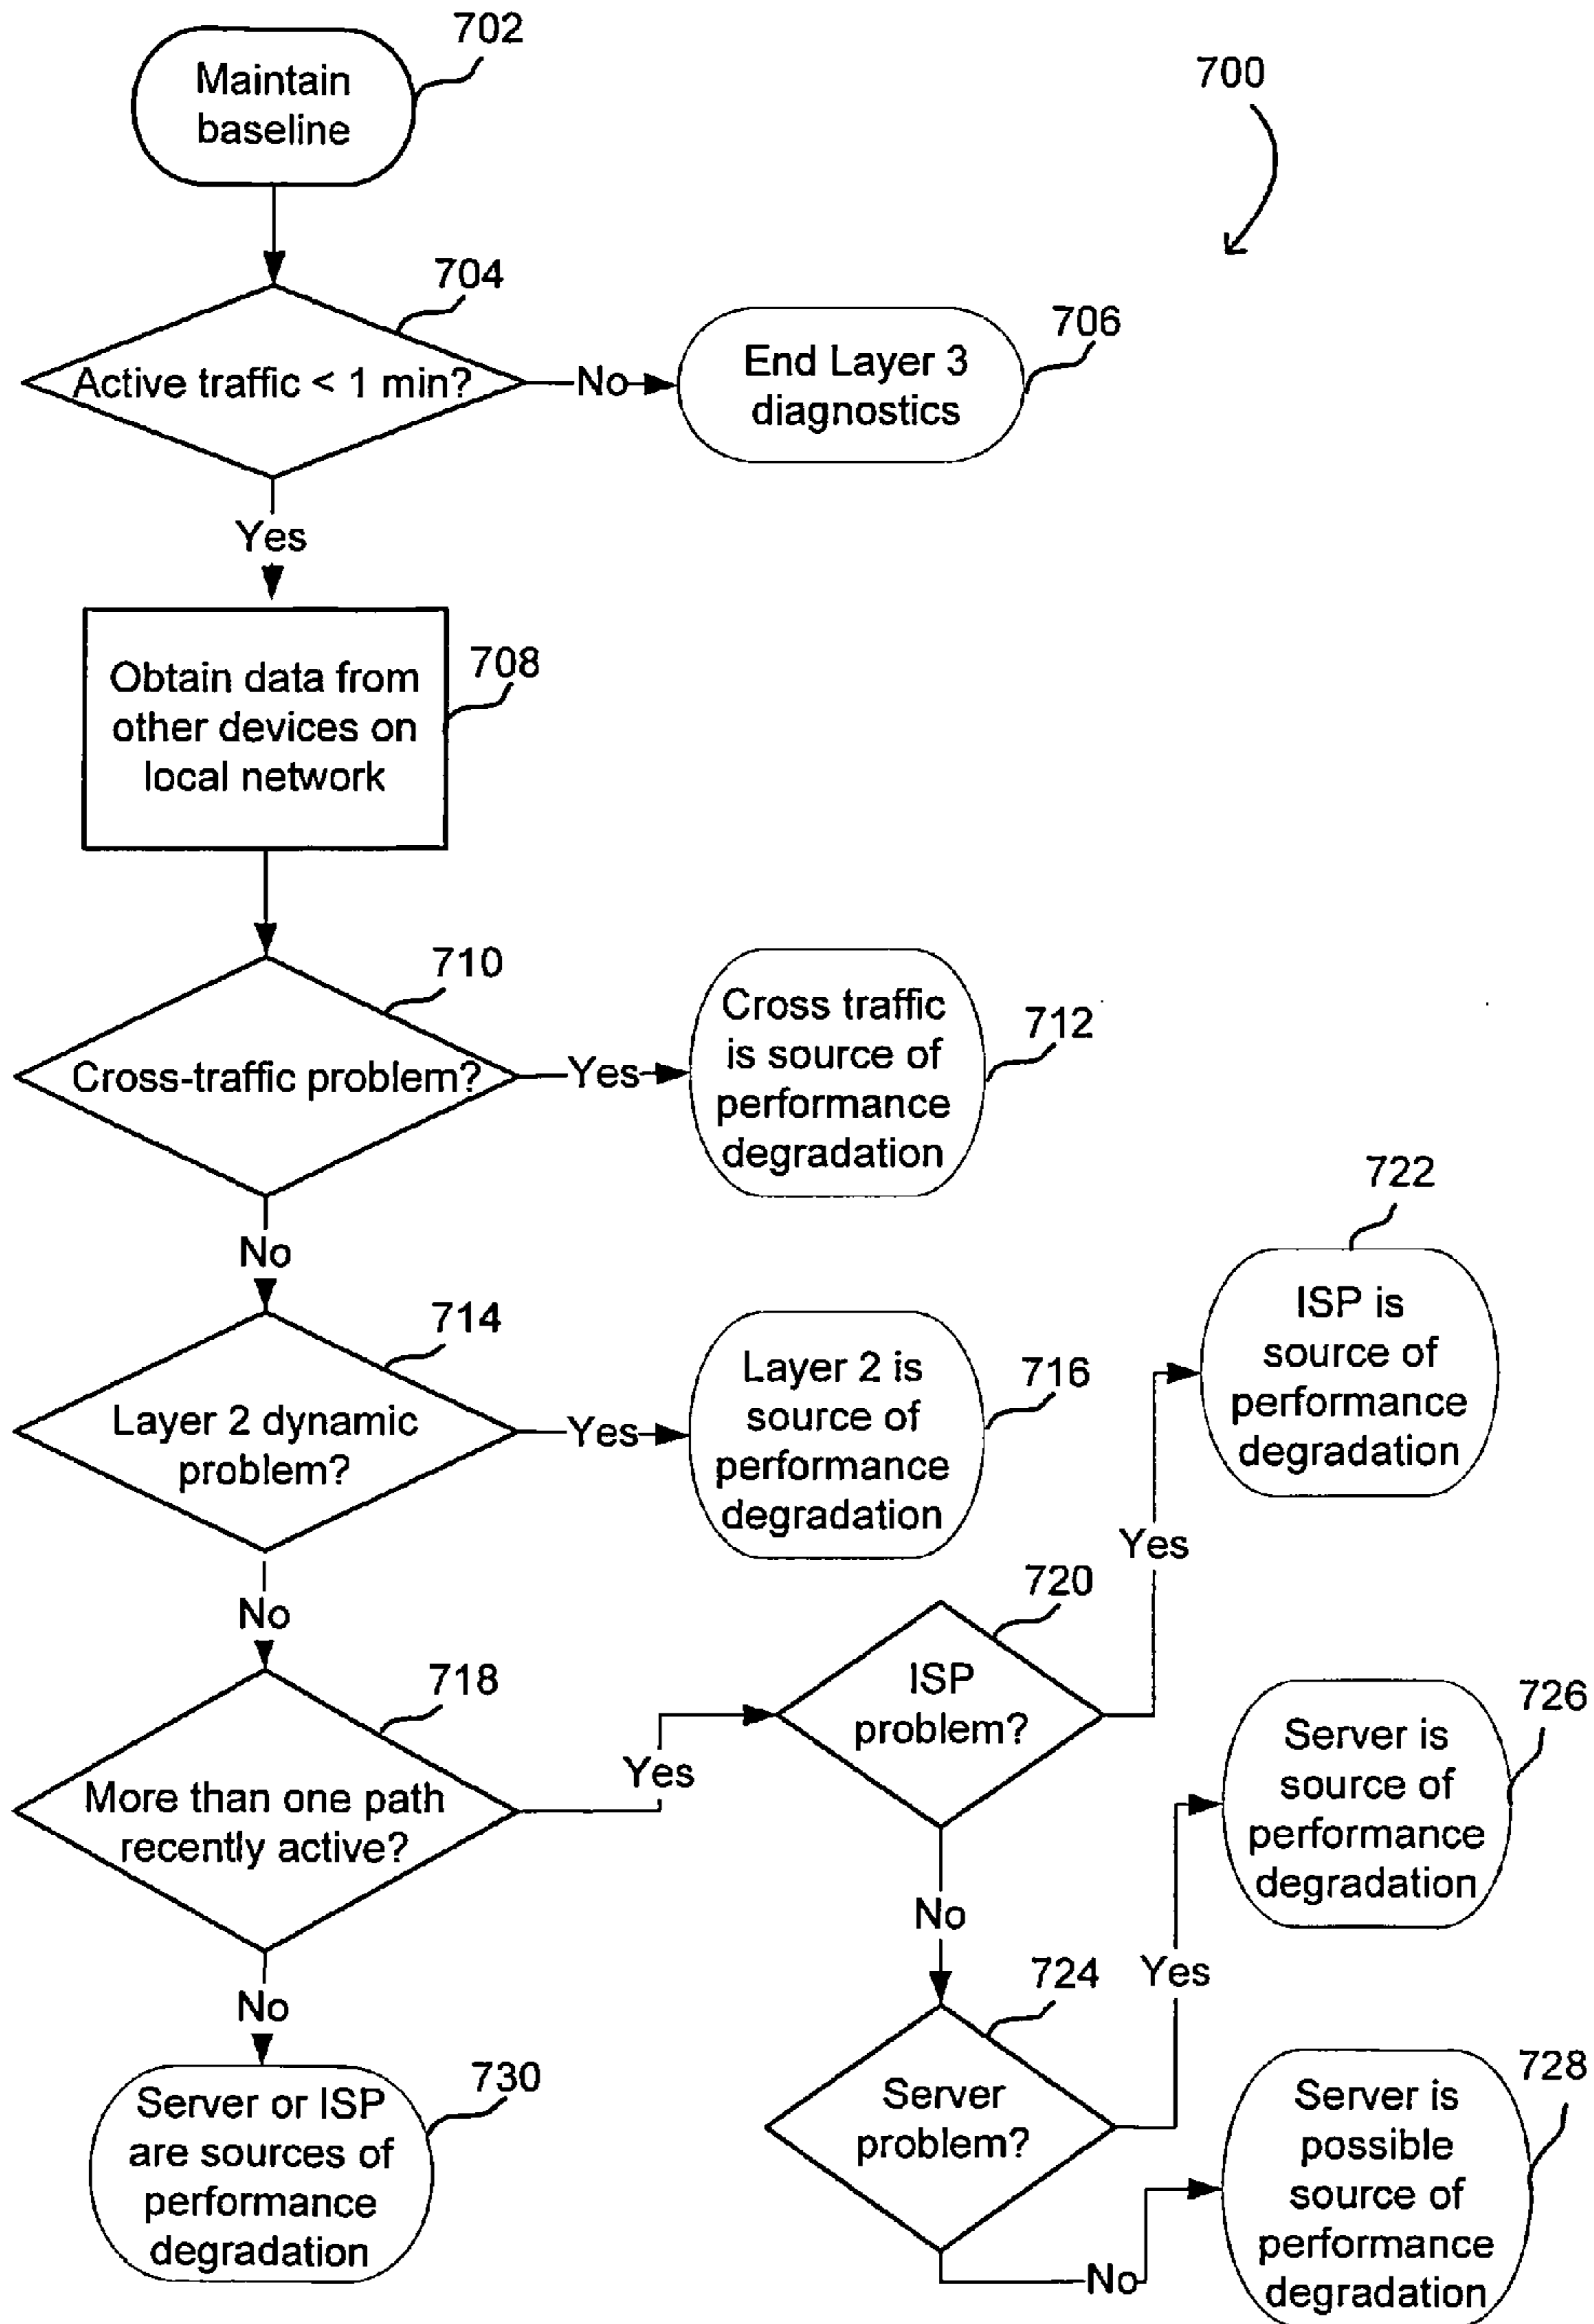 702
Maintain
baseline
700
704
Active traffic < 1 min?
No
706
End Layer 3
diagnostics
Yes
708
Obtain data from
other devices on
local network
710
Cross-traffic problem?
Yes
Cross traffic
is source of
performance
degradation
712
No
722
ISP is
source of
performance
degradation
714
Layer 2 dynamic
problem?
Yes
Layer 2 is
source of
performance
degradation
716
Yes
No
720
ISP
problem?
718
More than one path
recently active?
Yes
726
Server is
source of
performance
degradation
No
No
724
Yes
Server
problem?
728
Server is
possible
source of
performance
degradation
No
730
Server or ISP
are sources of
performance
degradation